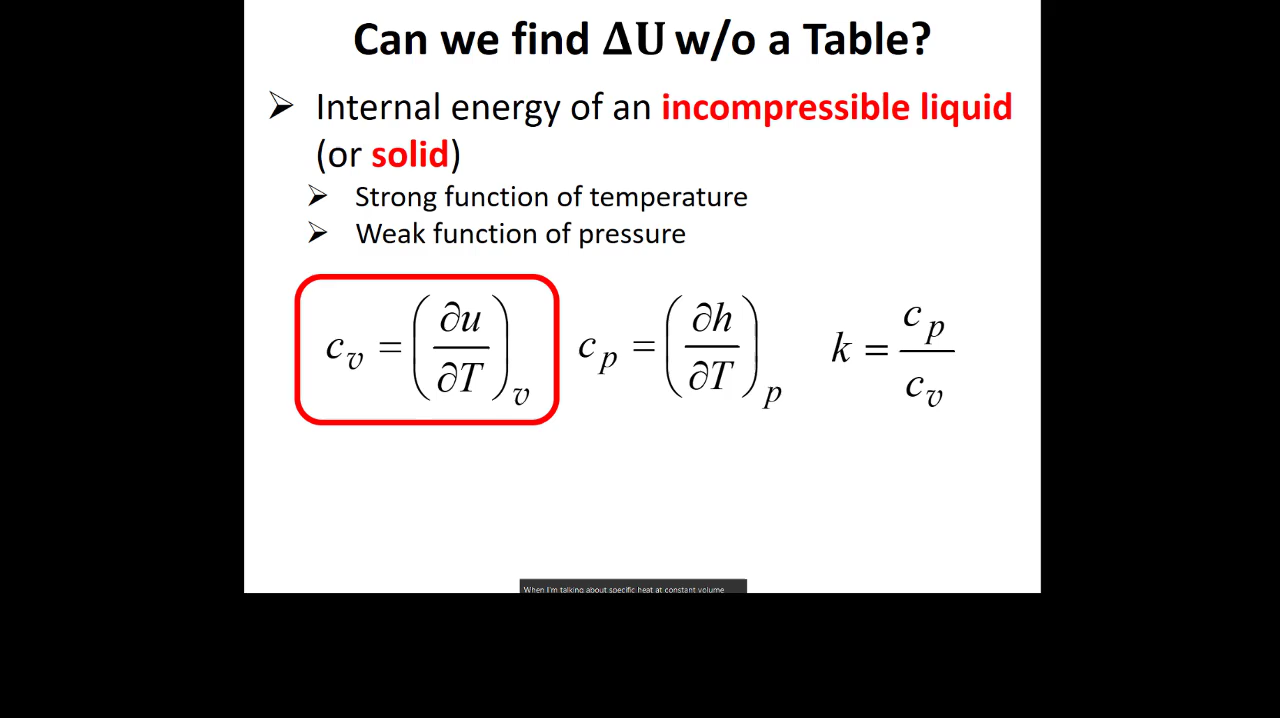 Can we find ΔU w/o a Table?
➢ Internal energy of an incompressible liquid
(or solid)
➢ Strong function of temperature
➢ Weak function of pressure
c_v = (∂u/∂T)_v c_p = (∂h/∂T)_p k = c_p/c_v
When I'm talking about specific heat at constant volume